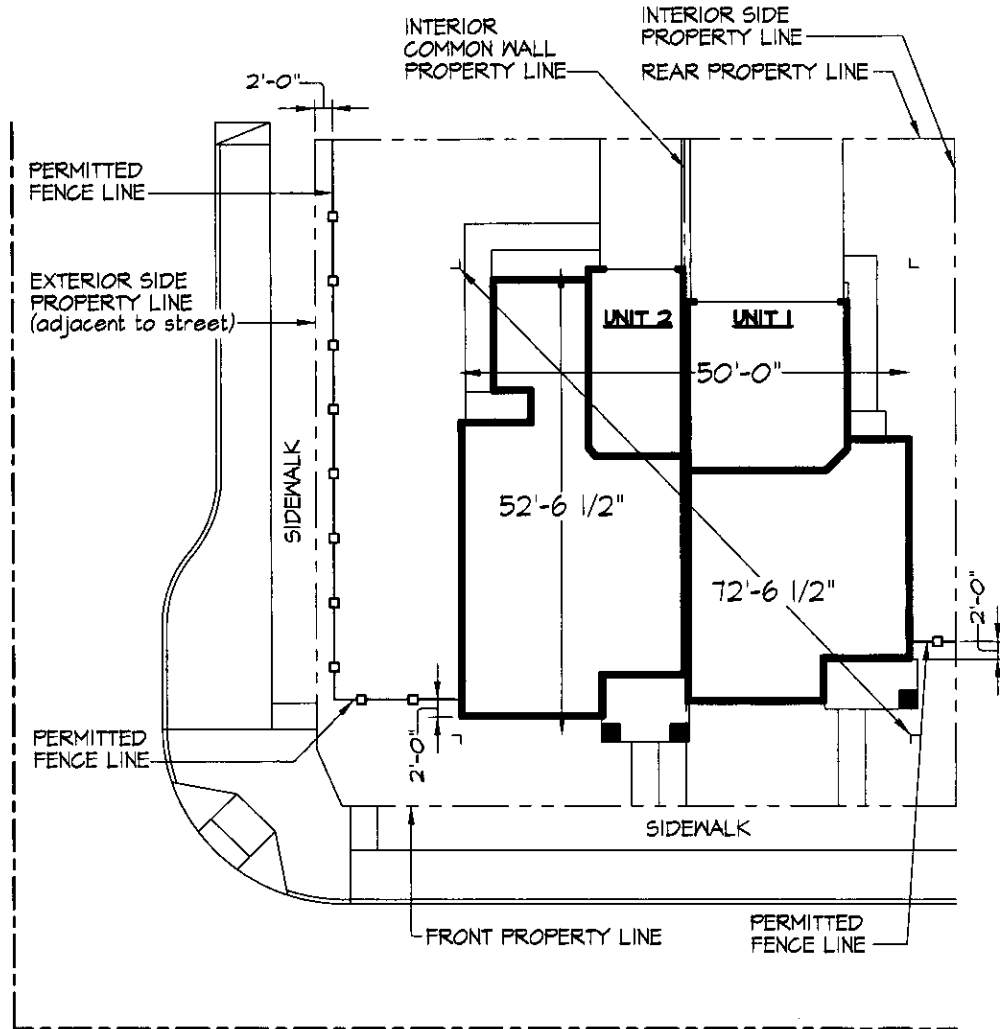 INTERIOR
COMMON WALL
PROPERTY LINE
INTERIOR SIDE
PROPERTY LINE
REAR PROPERTY LINE
2'-0"
PERMITTED
FENCE LINE
EXTERIOR SIDE
PROPERTY LINE
(adjacent to street)
UNIT 2
UNIT 1
50'-0"
SIDEWALK
52'-6 1/2"
72'-6 1/2"
2'-0"
PERMITTED
FENCE LINE
2'-0"
SIDEWALK
FRONT PROPERTY LINE
PERMITTED
FENCE LINE